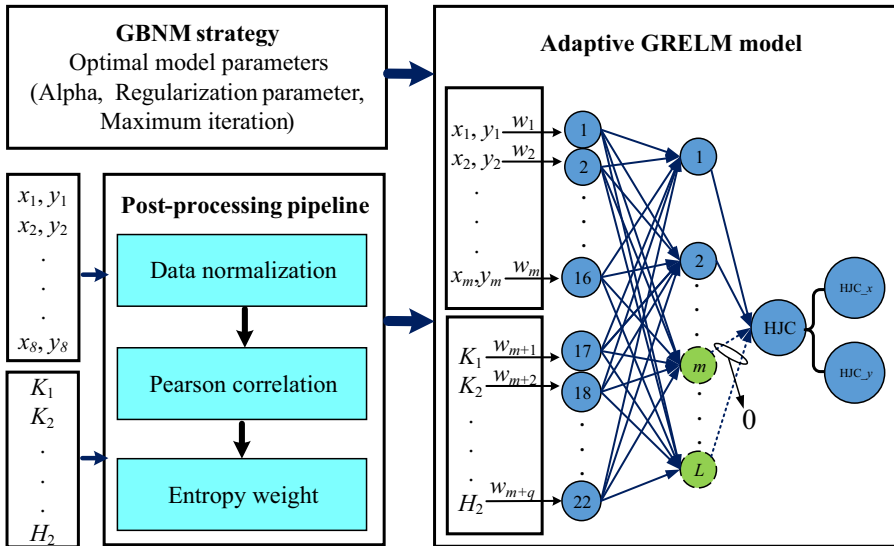 GBNM strategy
Optimal model parameters
(Alpha, Regularization parameter,
Maximum iteration)
x₁, y₁
x₂, y₂
.
.
.
.
x₈, y₈
K₁
K₂
.
.
.
H₂
Post-processing pipeline
Data normalization
Pearson correlation
Entropy weight
Adaptive GRELM model
x₁, y₁ w₁
x₂, y₂ w₂
.
.
.
xₘ,yₘ wₘ
K₁ wₘ₊₁
K₂ wₘ₊₂
.
.
.
H₂ wₘ₊q
1
2
16
17
18
22
1
2
m
L
0
HJC
HJC_x
HJC_y